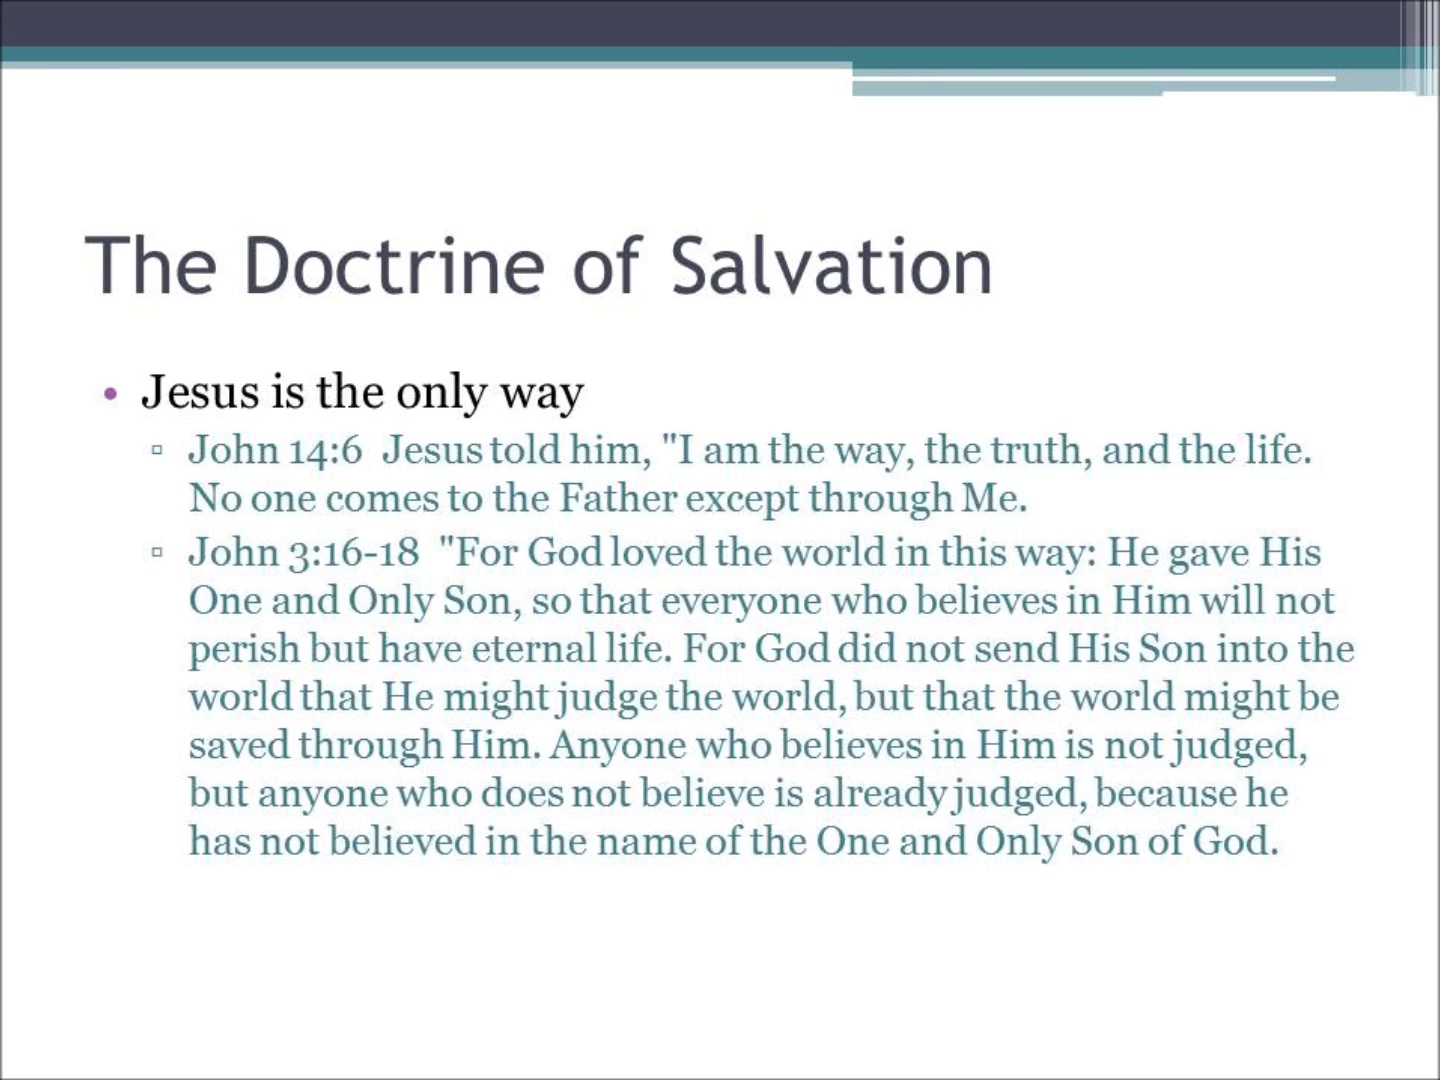 The Doctrine of Salvation
• Jesus is the only way
▫ John 14:6 Jesus told him, "I am the way, the truth, and the life.
No one comes to the Father except through Me.
▫ John 3:16-18 "For God loved the world in this way: He gave His
One and Only Son, so that everyone who believes in Him will not
perish but have eternal life. For God did not send His Son into the
world that He might judge the world, but that the world might be
saved through Him. Anyone who believes in Him is not judged,
but anyone who does not believe is already judged, because he
has not believed in the name of the One and Only Son of God.